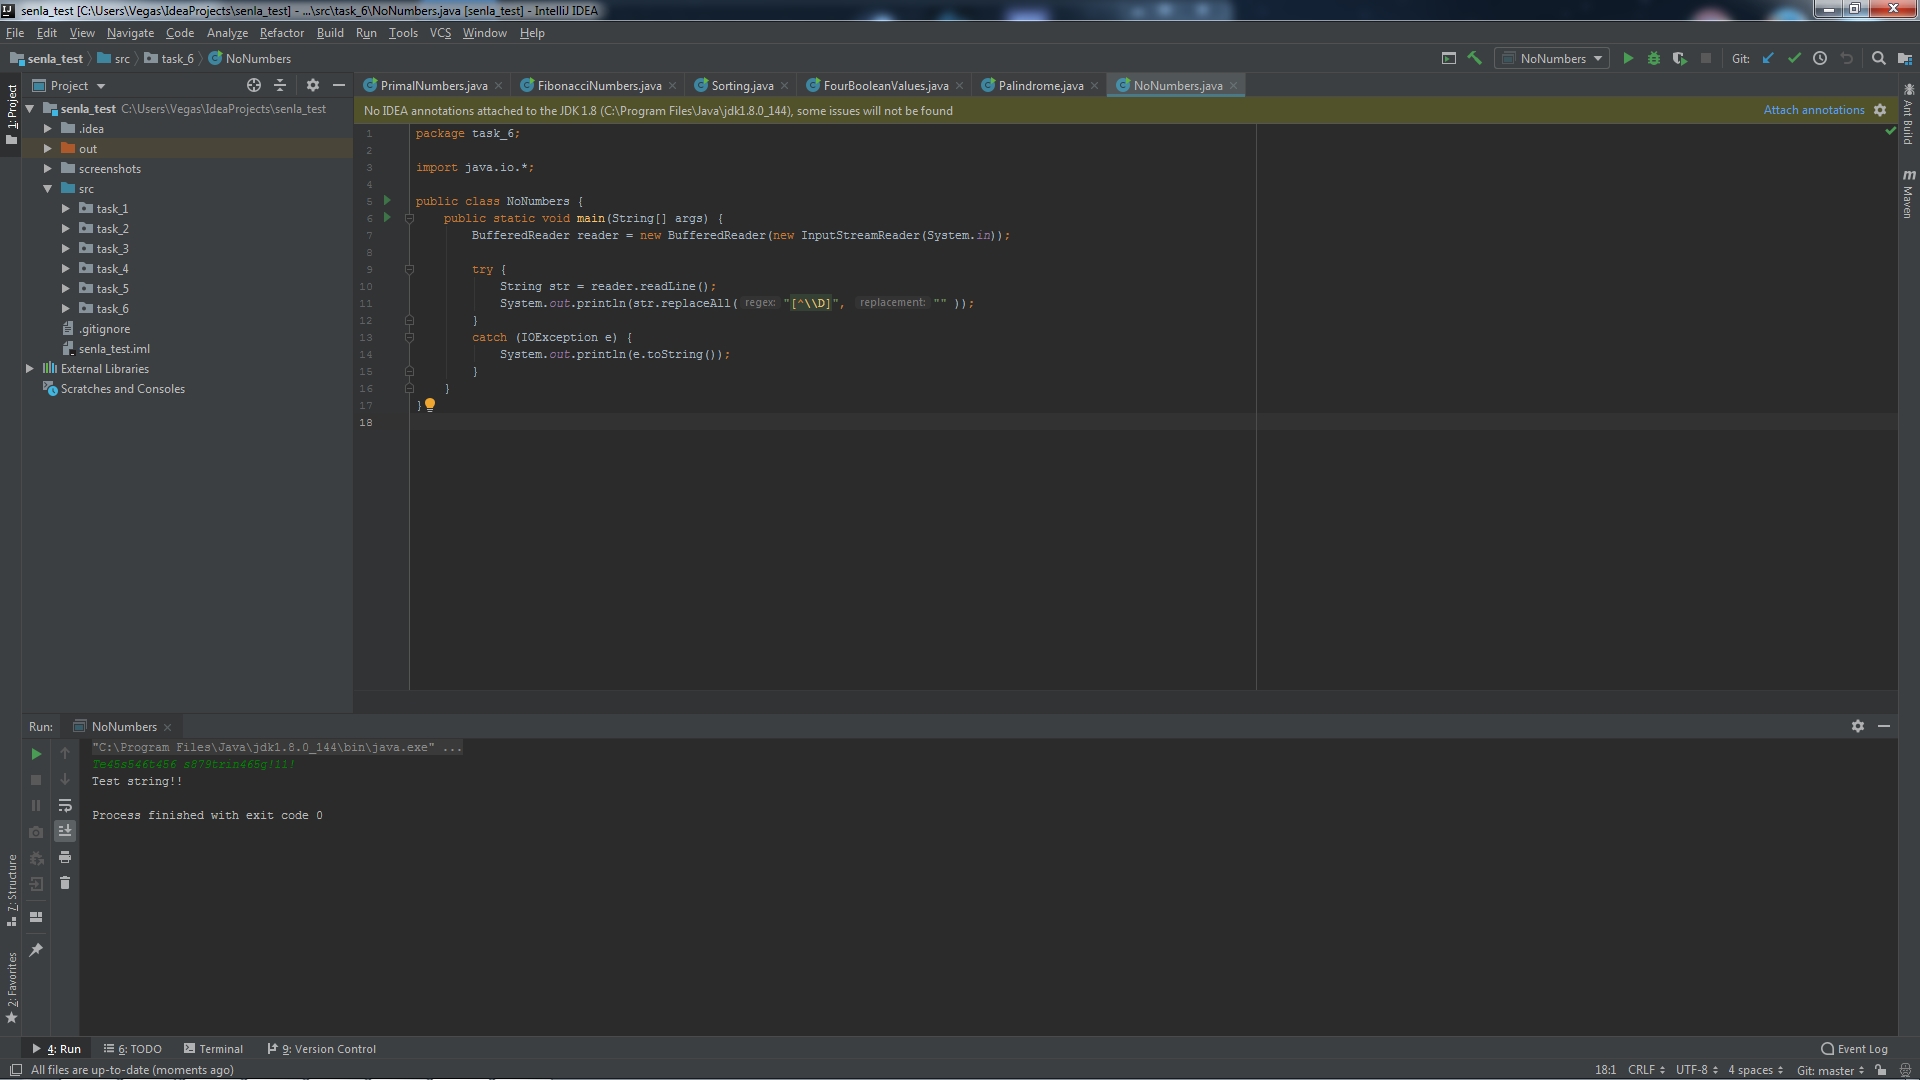 senla_test [C:\Users\Vegas\IdeaProjects\senla_test] - ...\src\task_6\NoNumbers.java [senla_test] - IntelliJ IDEA
File Edit View Navigate Code Analyze Refactor Build Run Tools VCS Window Help
senla_test src task_6 NoNumbers
NoNumbers Git:
Project
PrimalNumbers.java FibonacciNumbers.java Sorting.java FourBooleanValues.java Palindrome.java NoNumbers.java
No IDEA annotations attached to the JDK 1.8 (C:\Program Files\Java\jdk1.8.0_144), some issues will not be found Attach annotations
1: Project
senla_test C:\Users\Vegas\IdeaProjects\senla_test
.idea
out
screenshots
src
task_1
task_2
task_3
task_4
task_5
task_6
.gitignore
senla_test.iml
External Libraries
Scratches and Consoles
1 package task_6;
2
3 import java.io.*;
4
5 public class NoNumbers {
6 public static void main(String[] args) {
7 BufferedReader reader = new BufferedReader(new InputStreamReader(System.in));
8
9 try {
10 String str = reader.readLine();
11 System.out.println(str.replaceAll( regex: "[^\\D]", replacement: "" ));
12 }
13 catch (IOException e) {
14 System.out.println(e.toString());
15 }
16 }
17 }
18
Ant Build
m Maven
Run: NoNumbers
"C:\Program Files\Java\jdk1.8.0_144\bin\java.exe" ...
Te45s546t456 s879trin465g!11!
Test string!!
Process finished with exit code 0
7: Structure
2: Favorites
4: Run 6: TODO Terminal 9: Version Control Event Log
All files are up-to-date (moments ago) 18:1 CRLF UTF-8 4 spaces Git: master